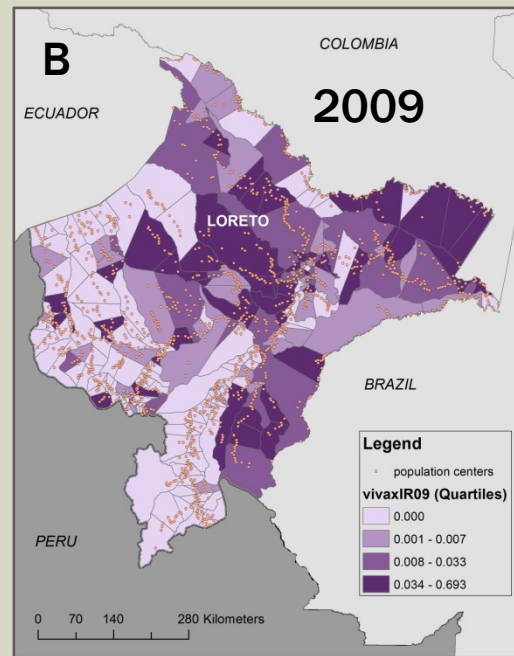 B
COLOMBIA
ECUADOR
2009
LORETO
BRAZIL
PERU
Legend
population centers
vivaxIR09 (Quartiles)
0.000
0.001 - 0.007
0.008 - 0.033
0.034 - 0.693
0 70 140 280 Kilometers